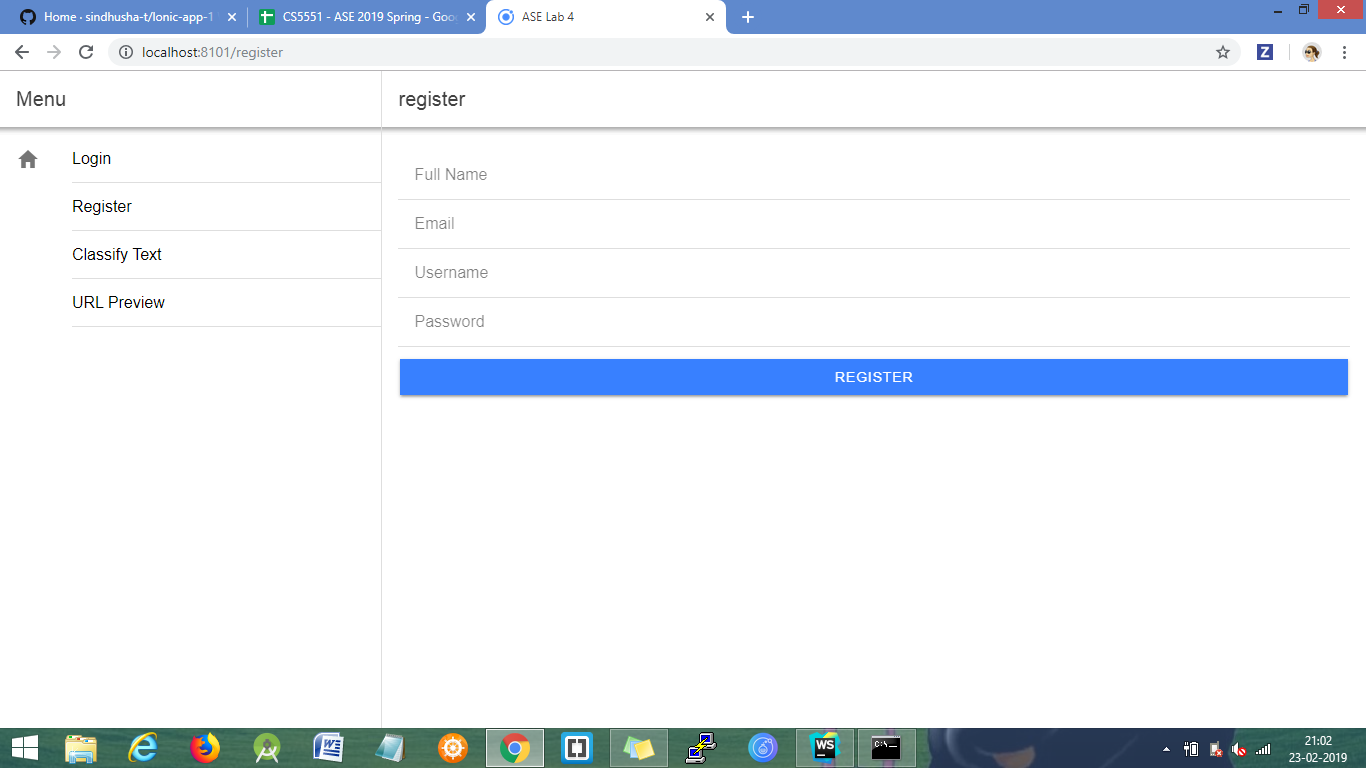 Home · sindhusha-t/Ionic-app-1
CS5551 - ASE 2019 Spring - Goo
ASE Lab 4
localhost:8101/register
Z
Menu
register
Login
Register
Classify Text
URL Preview
Full Name
Email
Username
Password
REGISTER
WS
C:\_
21:02
23-02-2019